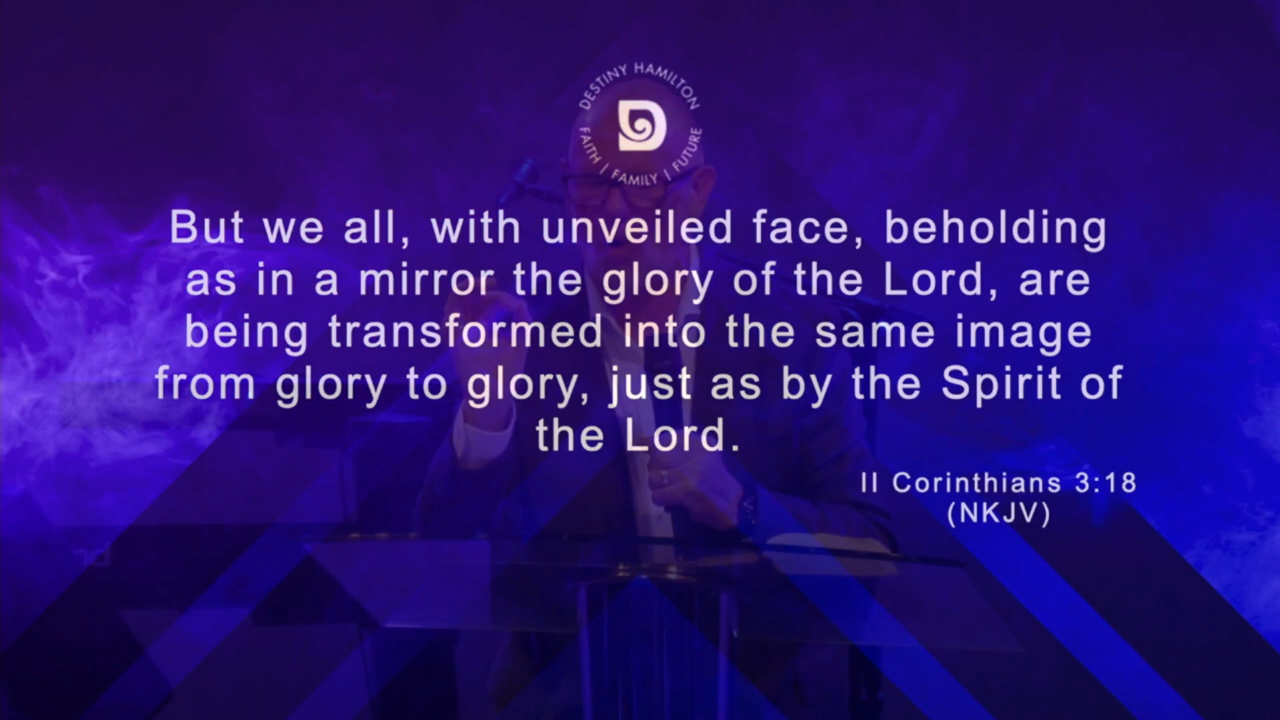 DESTINY HAMILTON
FAITH | FAMILY | FUTURE
But we all, with unveiled face, beholding
as in a mirror the glory of the Lord, are
being transformed into the same image
from glory to glory, just as by the Spirit of
the Lord.
II Corinthians 3:18
(NKJV)